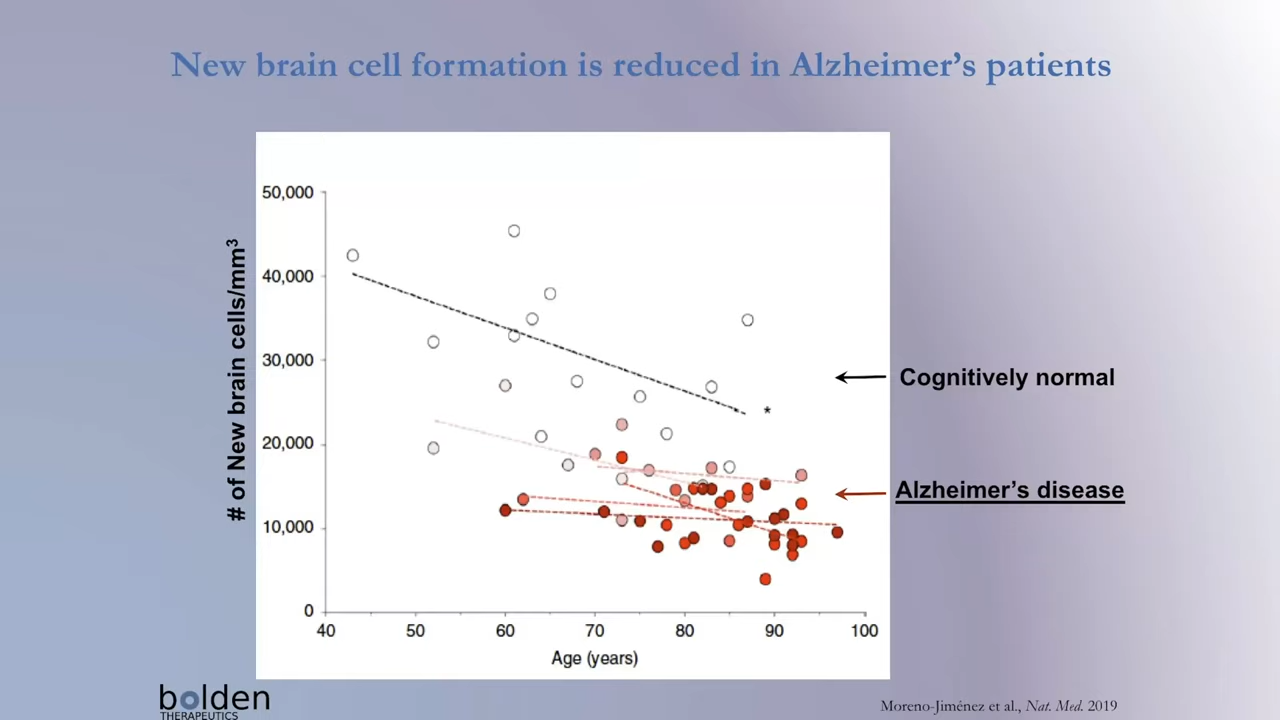 New brain cell formation is reduced in Alzheimer's patients
# of New brain cells/mm³
50,000
40,000
30,000
20,000
10,000
0
40 50 60 70 80 90 100
Age (years)
*
Cognitively normal
Alzheimer's disease
bolden
THERAPEUTICS
Moreno-Jiménez et al., Nat. Med. 2019